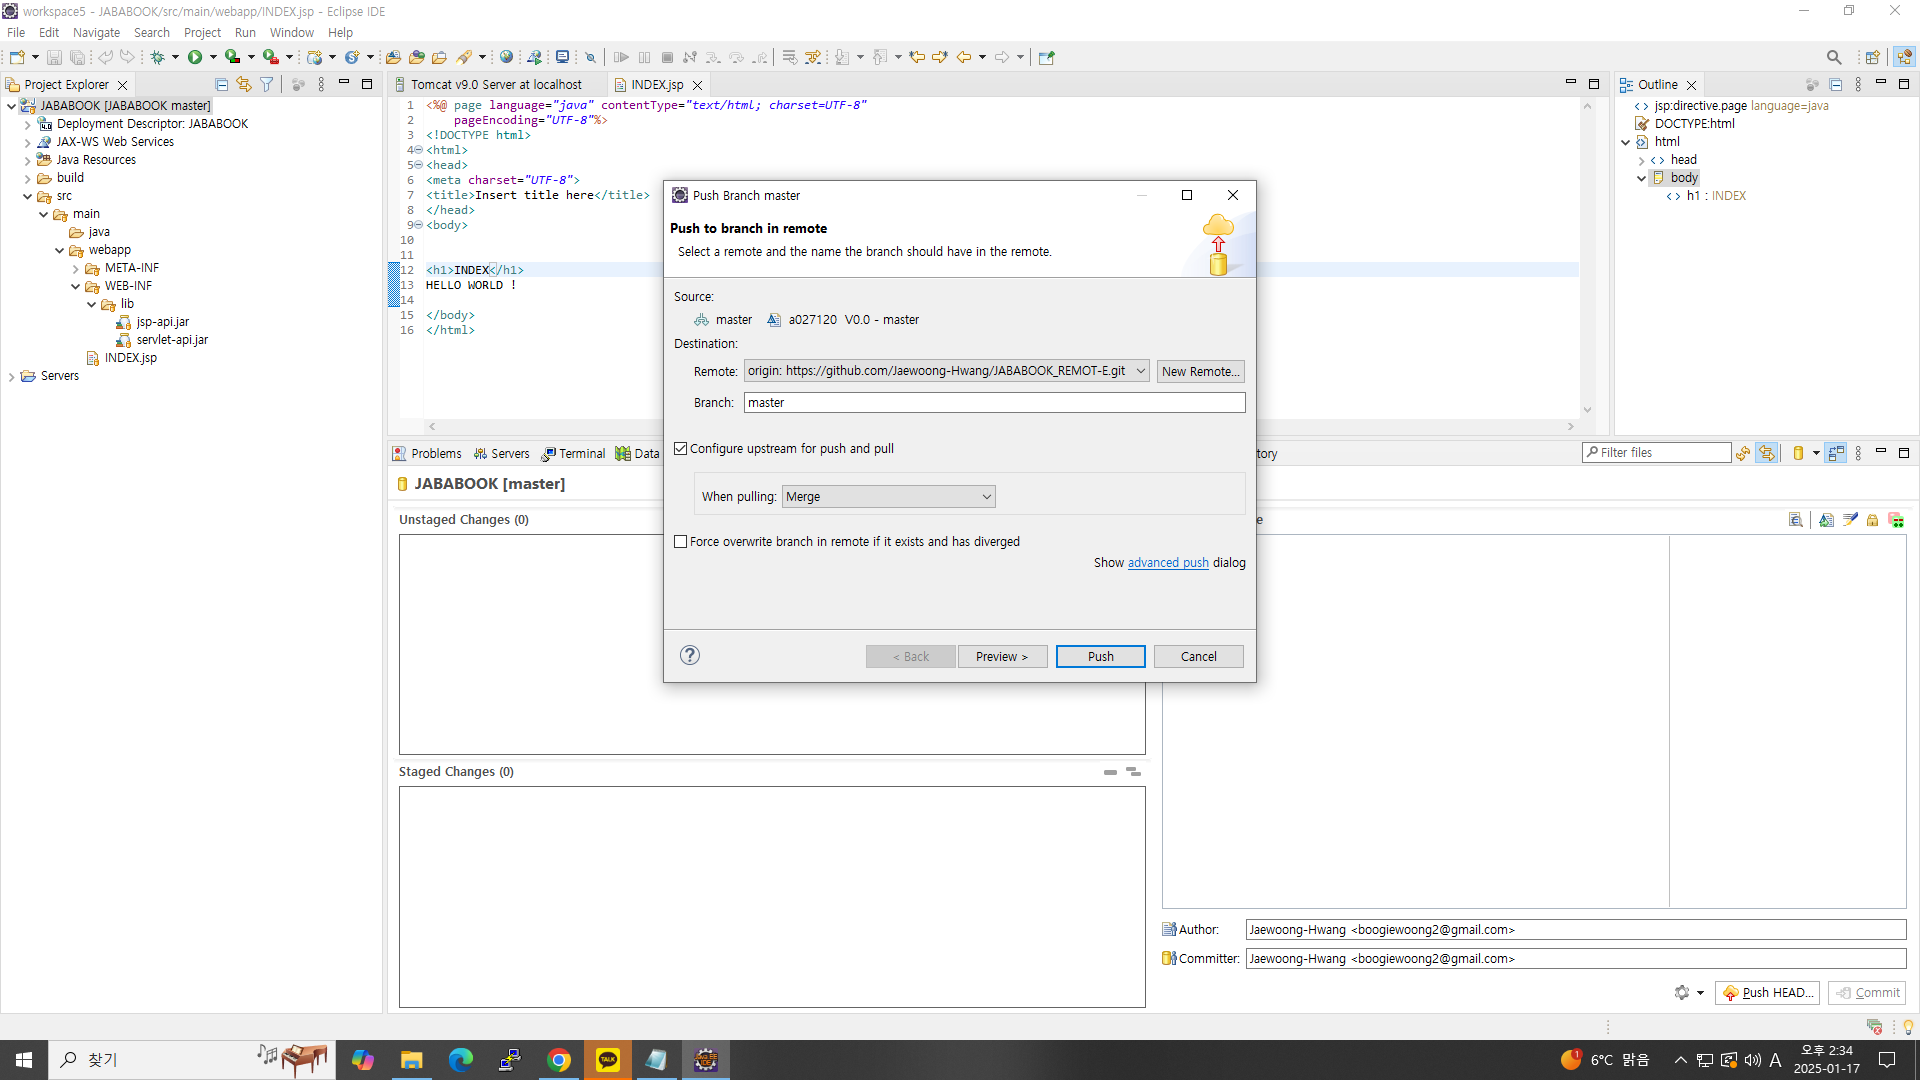 workspace5 - JABABOOK/src/main/webapp/INDEX.jsp - Eclipse IDE
File Edit Navigate Search Project Run Window Help
Project Explorer
JABABOOK [JABABOOK master]
Deployment Descriptor: JABABOOK
JAX-WS Web Services
Java Resources
build
src
main
java
webapp
META-INF
WEB-INF
lib
jsp-api.jar
servlet-api.jar
INDEX.jsp
Servers
Tomcat v9.0 Server at localhost
INDEX.jsp
1 <%@ page language="java" contentType="text/html; charset=UTF-8"
2 pageEncoding="UTF-8"%>
3 <!DOCTYPE html>
4 <html>
5 <head>
6 <meta charset="UTF-8">
7 <title>Insert title here</title>
8 </head>
9 <body>
10
11
12 <h1>INDEX</h1>
13 HELLO WORLD !
14
15 </body>
16 </html>
Outline
jsp:directive.page language=java
DOCTYPE:html
html
head
body
h1 : INDEX
Push Branch master
Push to branch in remote
Select a remote and the name the branch should have in the remote.
Source:
master a027120 V0.0 - master
Destination:
Remote: origin: https://github.com/Jaewoong-Hwang/JABABOOK_REMOT-E.git New Remote...
Branch: master
Configure upstream for push and pull
When pulling: Merge
Force overwrite branch in remote if it exists and has diverged
Show advanced push dialog
< Back Preview > Push Cancel
Problems Servers Terminal Data
tory
Filter files
JABABOOK [master]
Unstaged Changes (0)
e
Staged Changes (0)
Author: Jaewoong-Hwang <boogiewoong2@gmail.com>
Committer: Jaewoong-Hwang <boogiewoong2@gmail.com>
Push HEAD... Commit
찾기
TALK
1
6°C 맑음
A
오후 2:34
2025-01-17